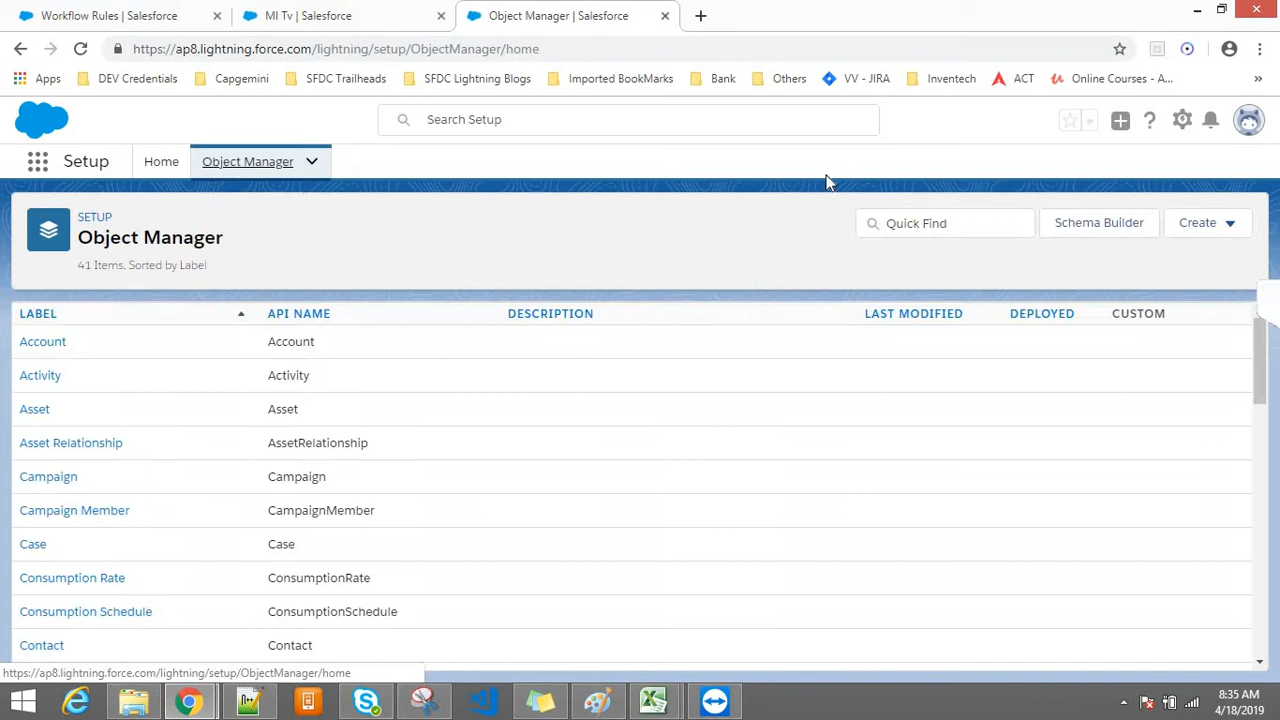 Workflow Rules | Salesforce
MI Tv | Salesforce
Object Manager | Salesforce
https://ap8.lightning.force.com/lightning/setup/ObjectManager/home
Apps
DEV Credentials
Capgemini
SFDC Trailheads
SFDC Lightning Blogs
Imported BookMarks
Bank
Others
VV - JIRA
Inventech
ACT
Online Courses - A...
»
Search Setup
Setup
Home
Object Manager
SETUP
Object Manager
41 Items, Sorted by Label
Quick Find
Schema Builder
Create
LABEL API NAME DESCRIPTION LAST MODIFIED DEPLOYED CUSTOM
Account Account
Activity Activity
Asset Asset
Asset Relationship AssetRelationship
Campaign Campaign
Campaign Member CampaignMember
Case Case
Consumption Rate ConsumptionRate
Consumption Schedule ConsumptionSchedule
Contact Contact
https://ap8.lightning.force.com/lightning/setup/ObjectManager/home
8:35 AM
4/18/2019